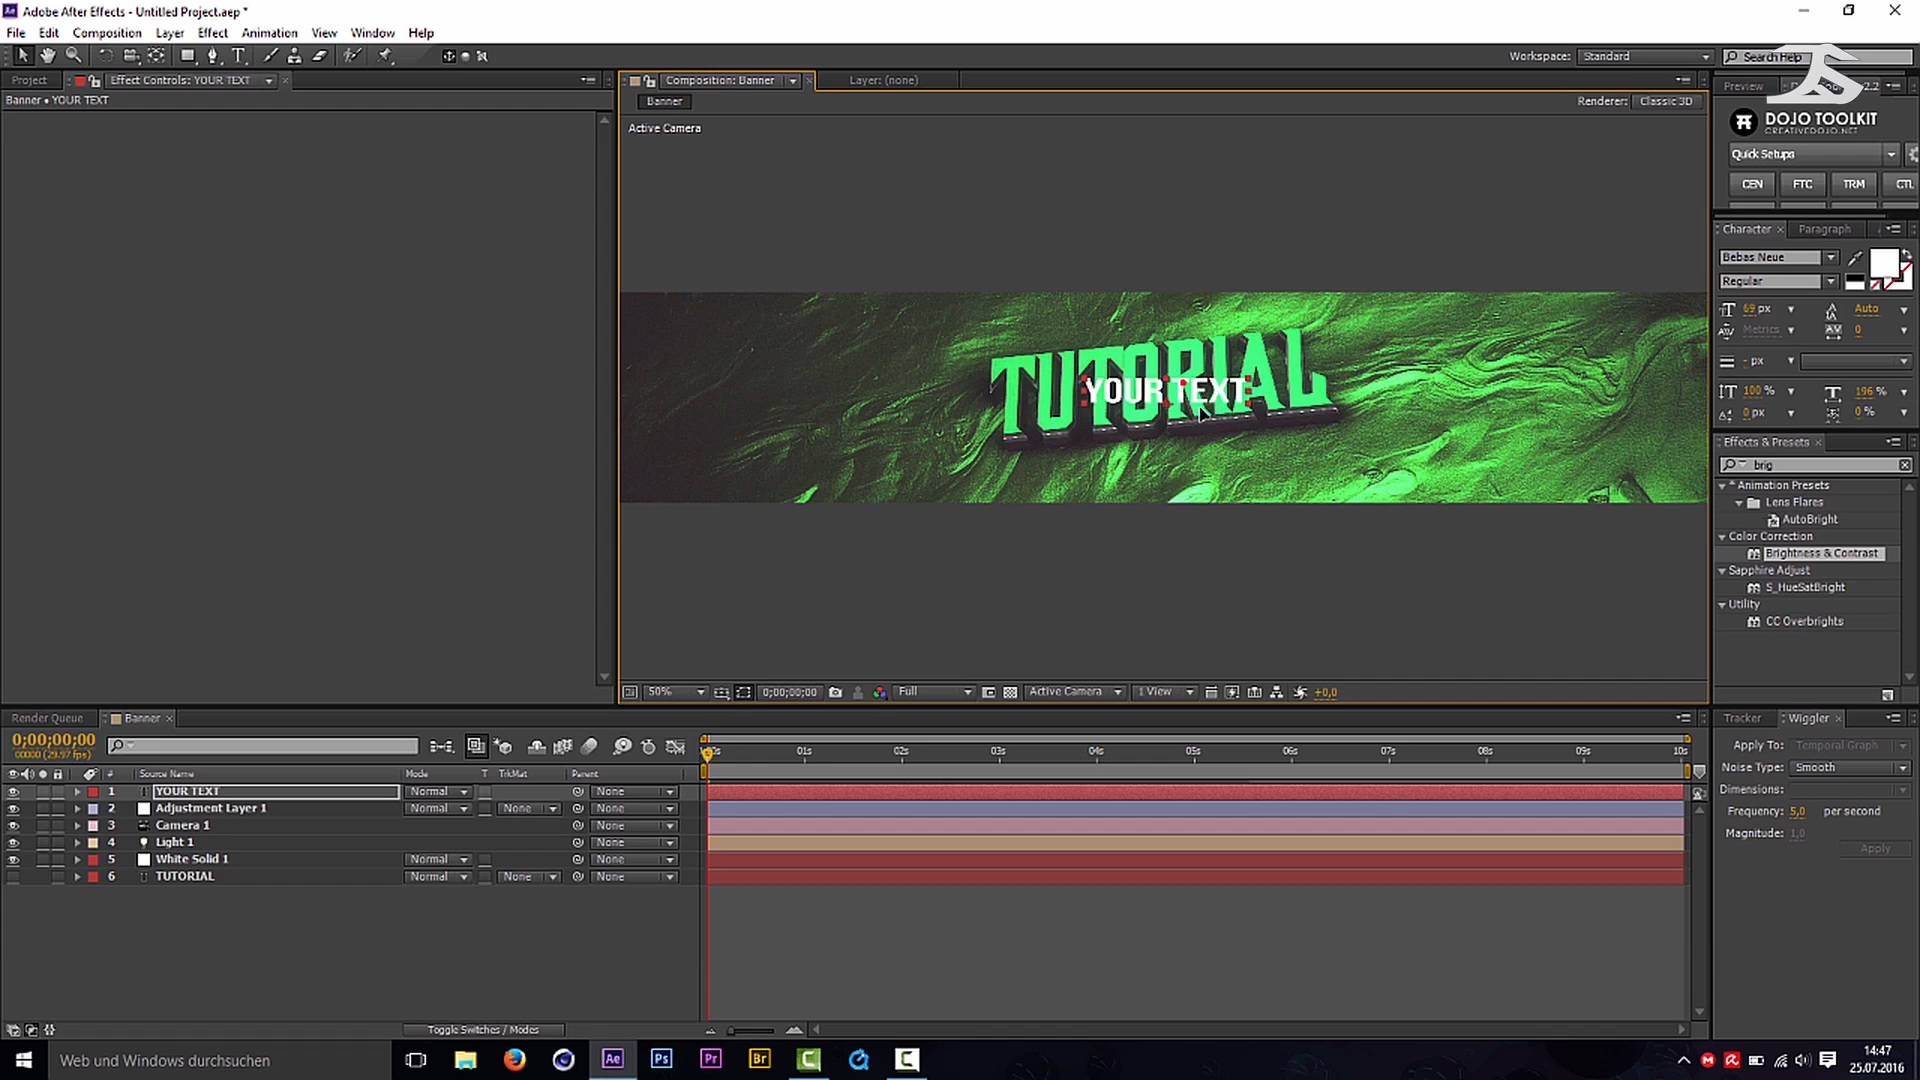 Adobe After Effects - Untitled Project.aep *
File Edit Composition Layer Effect Animation View Window Help
Workspace: Standard Search Help
Project Effect Controls: YOUR TEXT
Banner • YOUR TEXT
Composition: Banner Layer: (none)
Banner
Renderer: Classic 3D
Active Camera
TUTORIAL
YOUR TEXT
50% 0;00;00;00 Full Active Camera 1 View +0,0
Preview 2.2
DOJO TOOLKIT
CREATIVEDOJO.NET
Quick Setups
CEN FTC TRM CTL
Character Paragraph
Bebas Neue
Regular
69 px Auto
Metrics 0
- px
100 % 196 %
0 px 0 %
Effects & Presets
brig
* Animation Presets
Lens Flares
AutoBright
Color Correction
Brightness & Contrast
Sapphire Adjust
S_HueSatBright
Utility
CC Overbrights
Render Queue Banner
0;00;00;00
00000 (29.97 fps)
00s 01s 02s 03s 04s 05s 06s 07s 08s 09s 10s
# Source Name Mode T TrkMat Parent
1 YOUR TEXT Normal None
2 Adjustment Layer 1 Normal None None
3 Camera 1 None
4 Light 1 None
5 White Solid 1 Normal None
6 TUTORIAL Normal None None
Toggle Switches / Modes
Tracker Wiggler
Apply To: Temporal Graph
Noise Type: Smooth
Dimensions:
Frequency: 5,0 per second
Magnitude: 1,0
Apply
Web und Windows durchsuchen
Ae Ps Pr Br
14:47
25.07.2016